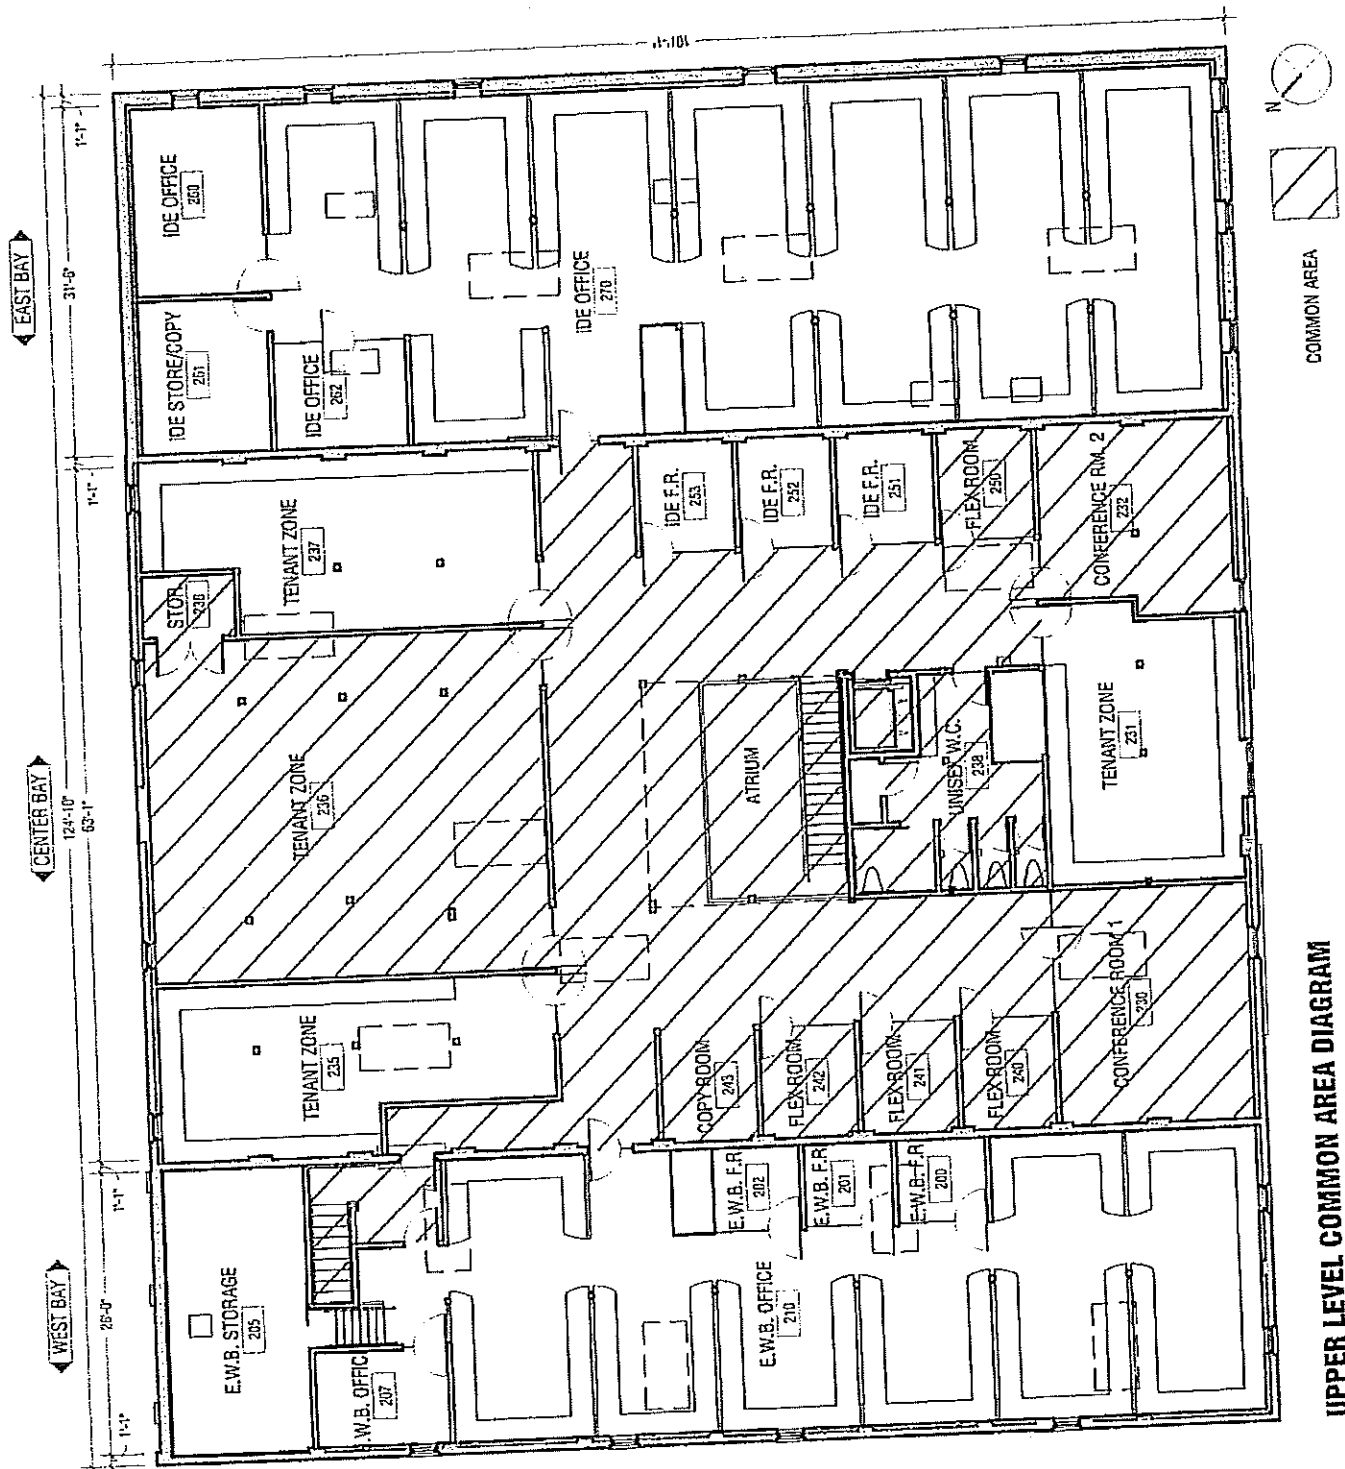 WEST BAY
CENTER BAY
EAST BAY
124'-10"
1'-1"
26'-0"
1'-1"
63'-1"
1'-1"
31'-6"
1'-1"
101'-1"
E.W.B. STORAGE
205
.W.B. OFFIC
207
TENANT ZONE
235
TENANT ZONE
236
STOR.
TENANT ZONE
237
IDE STORE/COPY
261
IDE OFFICE
260
IDE OFFICE
262
IDE OFFICE
270
E.W.B. OFFICE
210
E.W.B. F.R.
202
E.W.B. F.R.
201
E.W.B. F.R.
200
COPY ROOM
243
FLEX ROOM
242
FLEX ROOM
241
FLEX ROOM
240
CONFERENCE ROOM 1
230
ATRIUM
UNISEX W.C.
238
TENANT ZONE
231
IDE F.R.
253
IDE F.R.
252
IDE F.R.
251
FLEX ROOM
250
CONFERENCE RM. 2
232
UPPER LEVEL COMMON AREA DIAGRAM
COMMON AREA
N